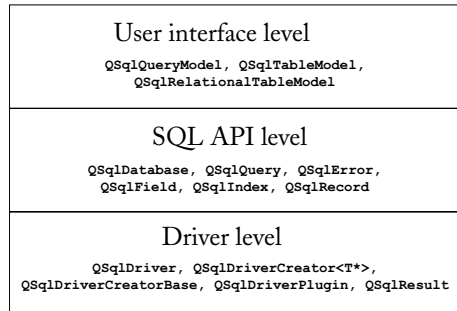 User interface level
QSqlQueryModel, QSqlTableModel,
QSqlRelationalTableModel
SQL API level
QSqlDatabase, QSqlQuery, QSqlError,
QSqlField, QSqlIndex, QSqlRecord
Driver level
QSqlDriver, QSqlDriverCreator<T*>,
QSqlDriverCreatorBase, QSqlDriverPlugin, QSqlResult